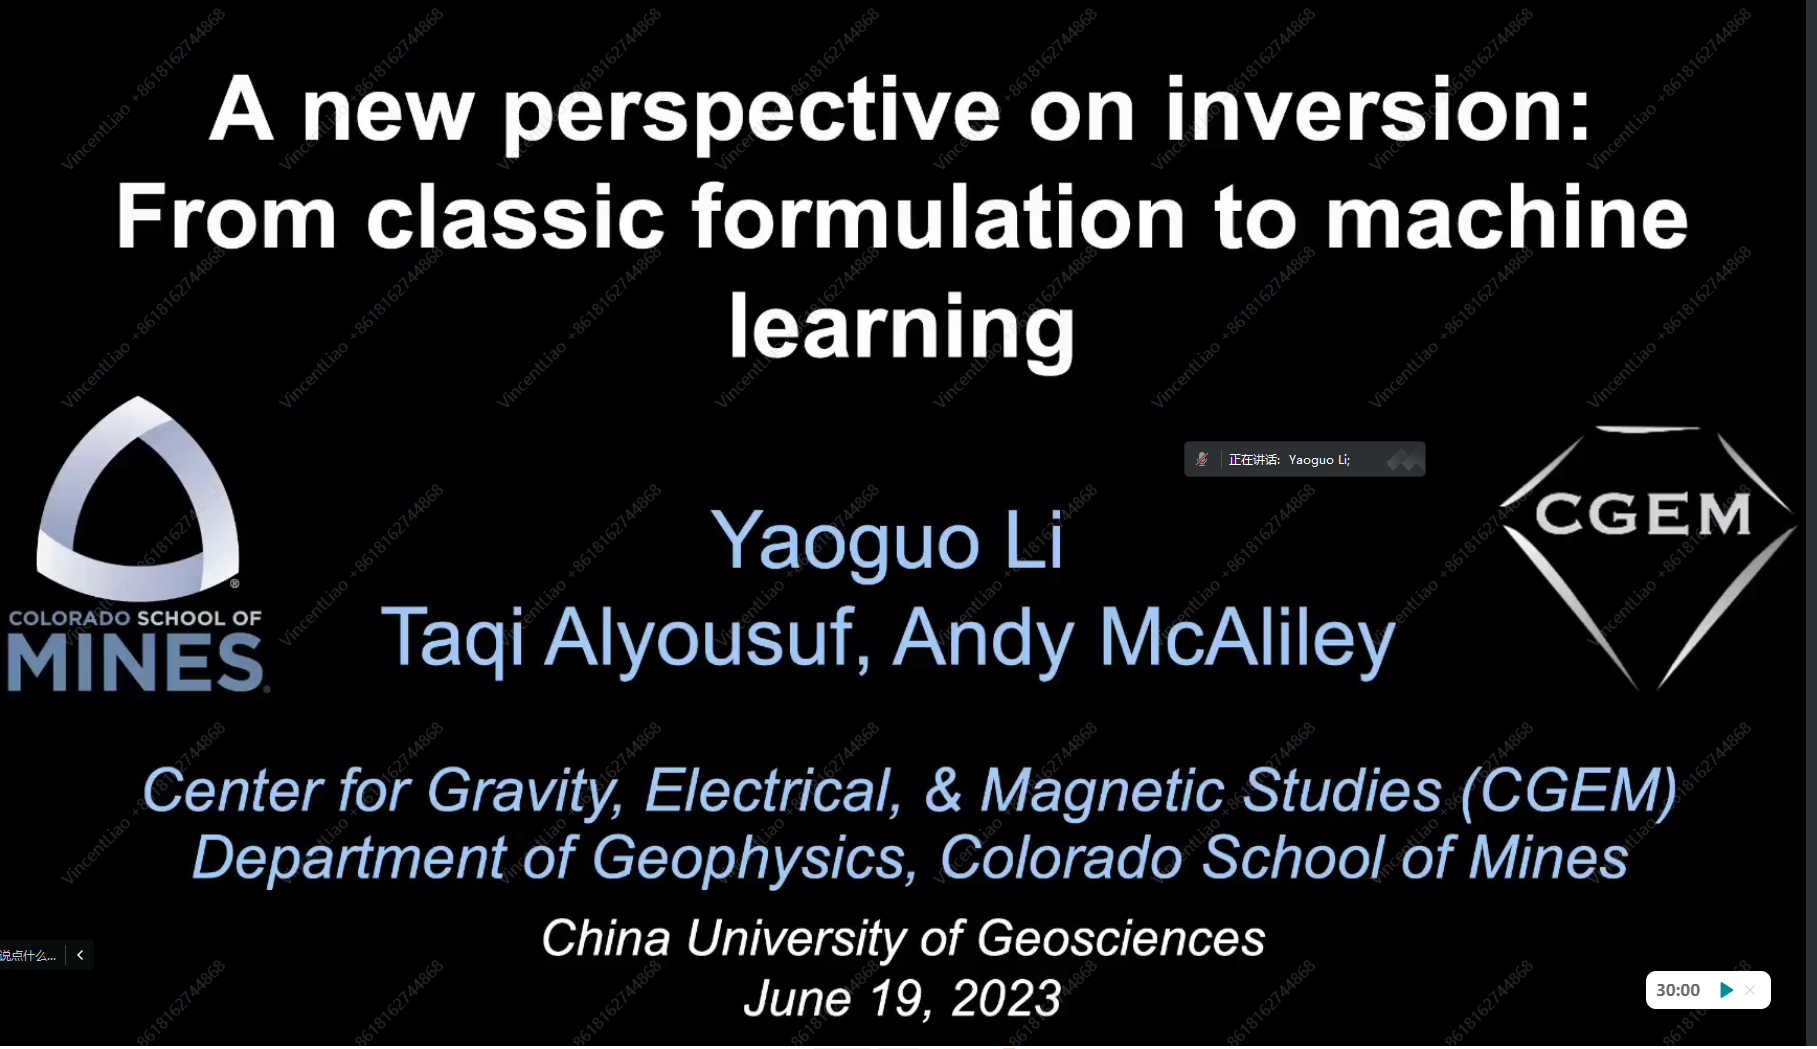 A new perspective on inversion:
From classic formulation to machine
learning
正在讲话: Yaoguo Li;
CGEM
Yaoguo Li
COLORADO SCHOOL OF
MINES
Taqi Alyousuf, Andy McAliley
Center for Gravity, Electrical, & Magnetic Studies (CGEM)
Department of Geophysics, Colorado School of Mines
China University of Geosciences
说点什么...
June 19, 2023
30:00
VincentLiao +8618162744868